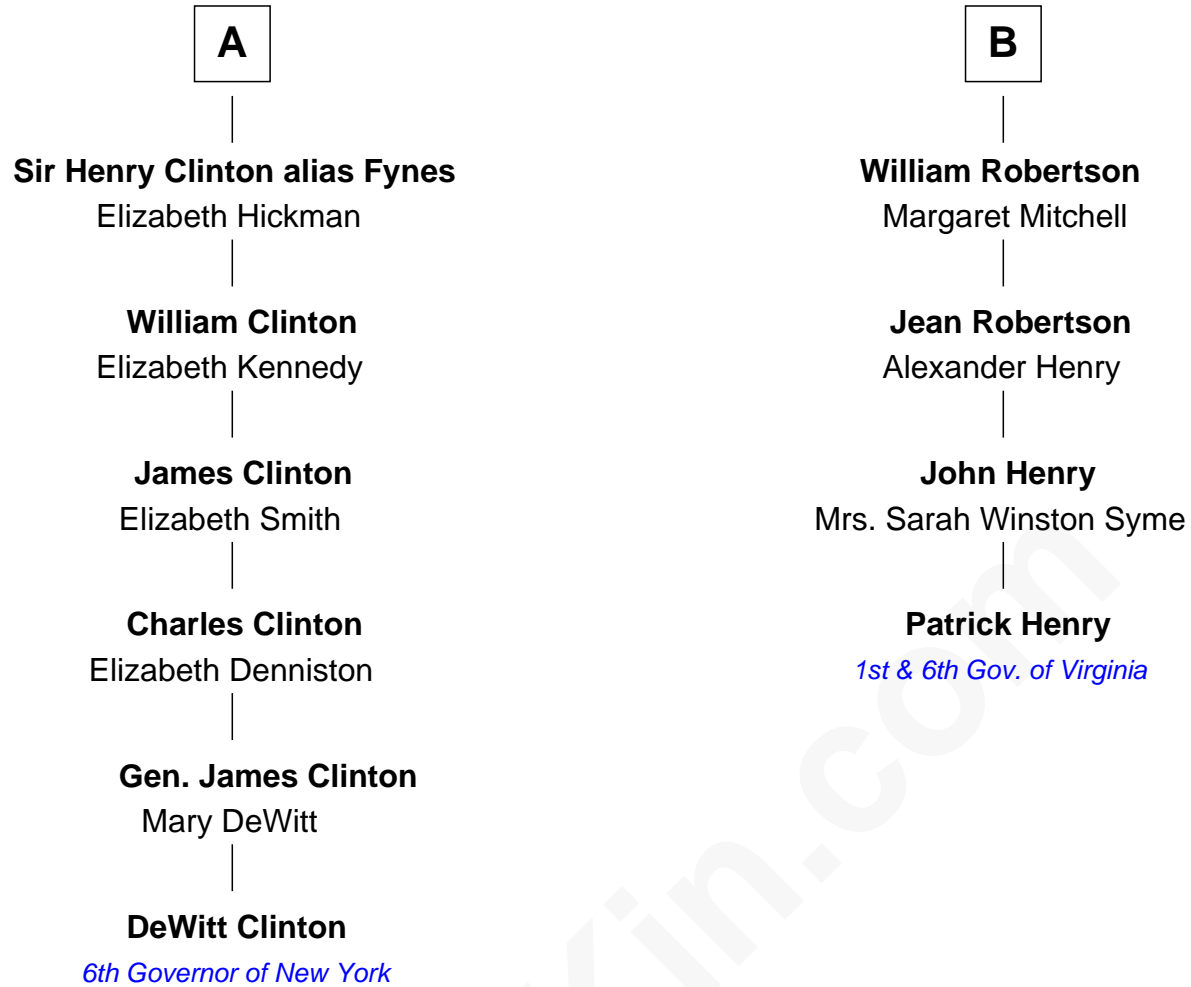 A
Sir Henry Clinton alias Fynes
Elizabeth Hickman
William Clinton
Elizabeth Kennedy
James Clinton
Elizabeth Smith
Charles Clinton
Elizabeth Denniston
Gen. James Clinton
Mary DeWitt
DeWitt Clinton
6th Governor of New York
B
William Robertson
Margaret Mitchell
Jean Robertson
Alexander Henry
John Henry
Mrs. Sarah Winston Syme
Patrick Henry
1st & 6th Gov. of Virginia
Kin.com